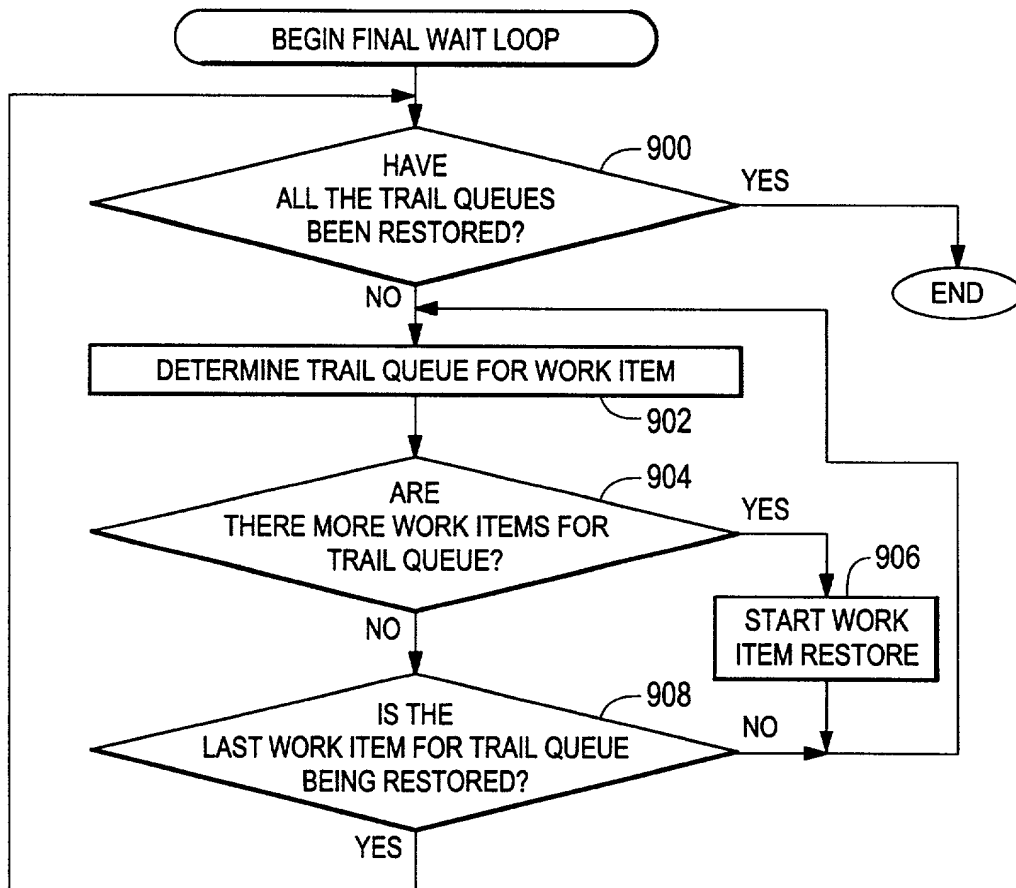 BEGIN FINAL WAIT LOOP
900
HAVE
ALL THE TRAIL QUEUES
BEEN RESTORED?
YES
NO
END
DETERMINE TRAIL QUEUE FOR WORK ITEM
902
904
ARE
THERE MORE WORK ITEMS FOR
TRAIL QUEUE?
YES
906
START WORK
ITEM RESTORE
NO
908
IS THE
LAST WORK ITEM FOR TRAIL QUEUE
BEING RESTORED?
NO
YES